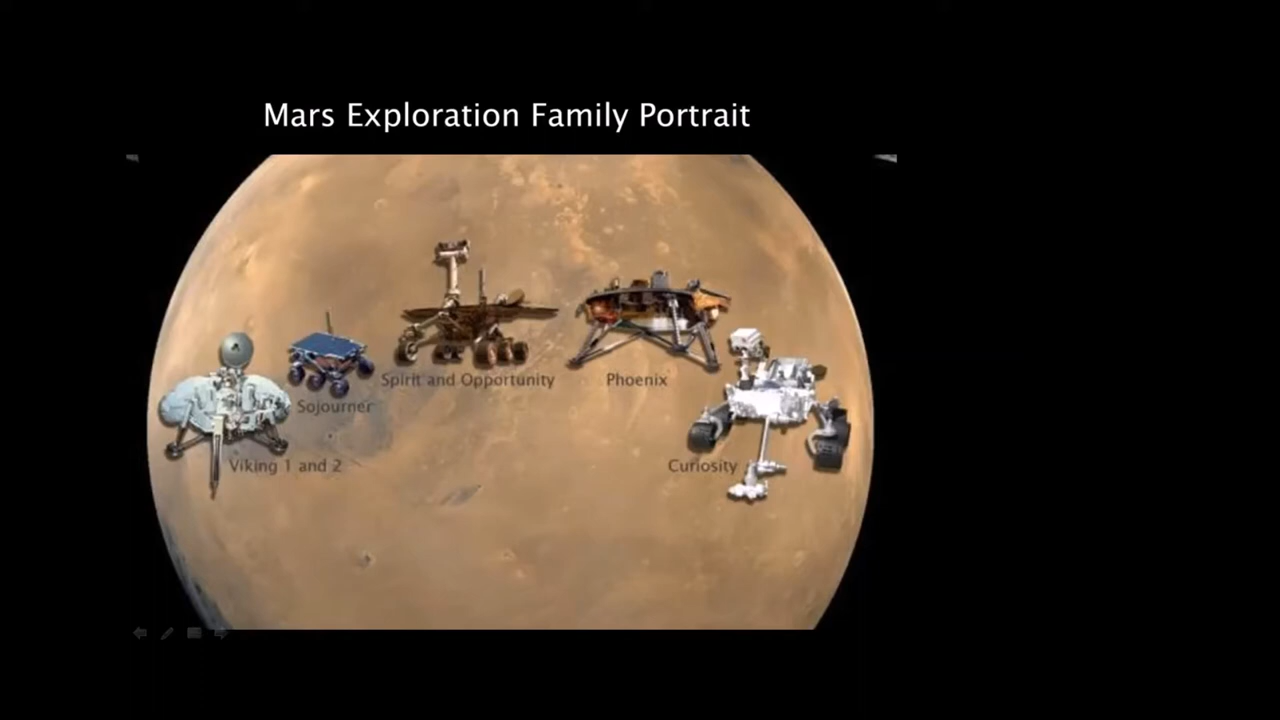 Mars Exploration Family Portrait
Spirit and Opportunity
Phoenix
Sojourner
Viking 1 and 2
Curiosity